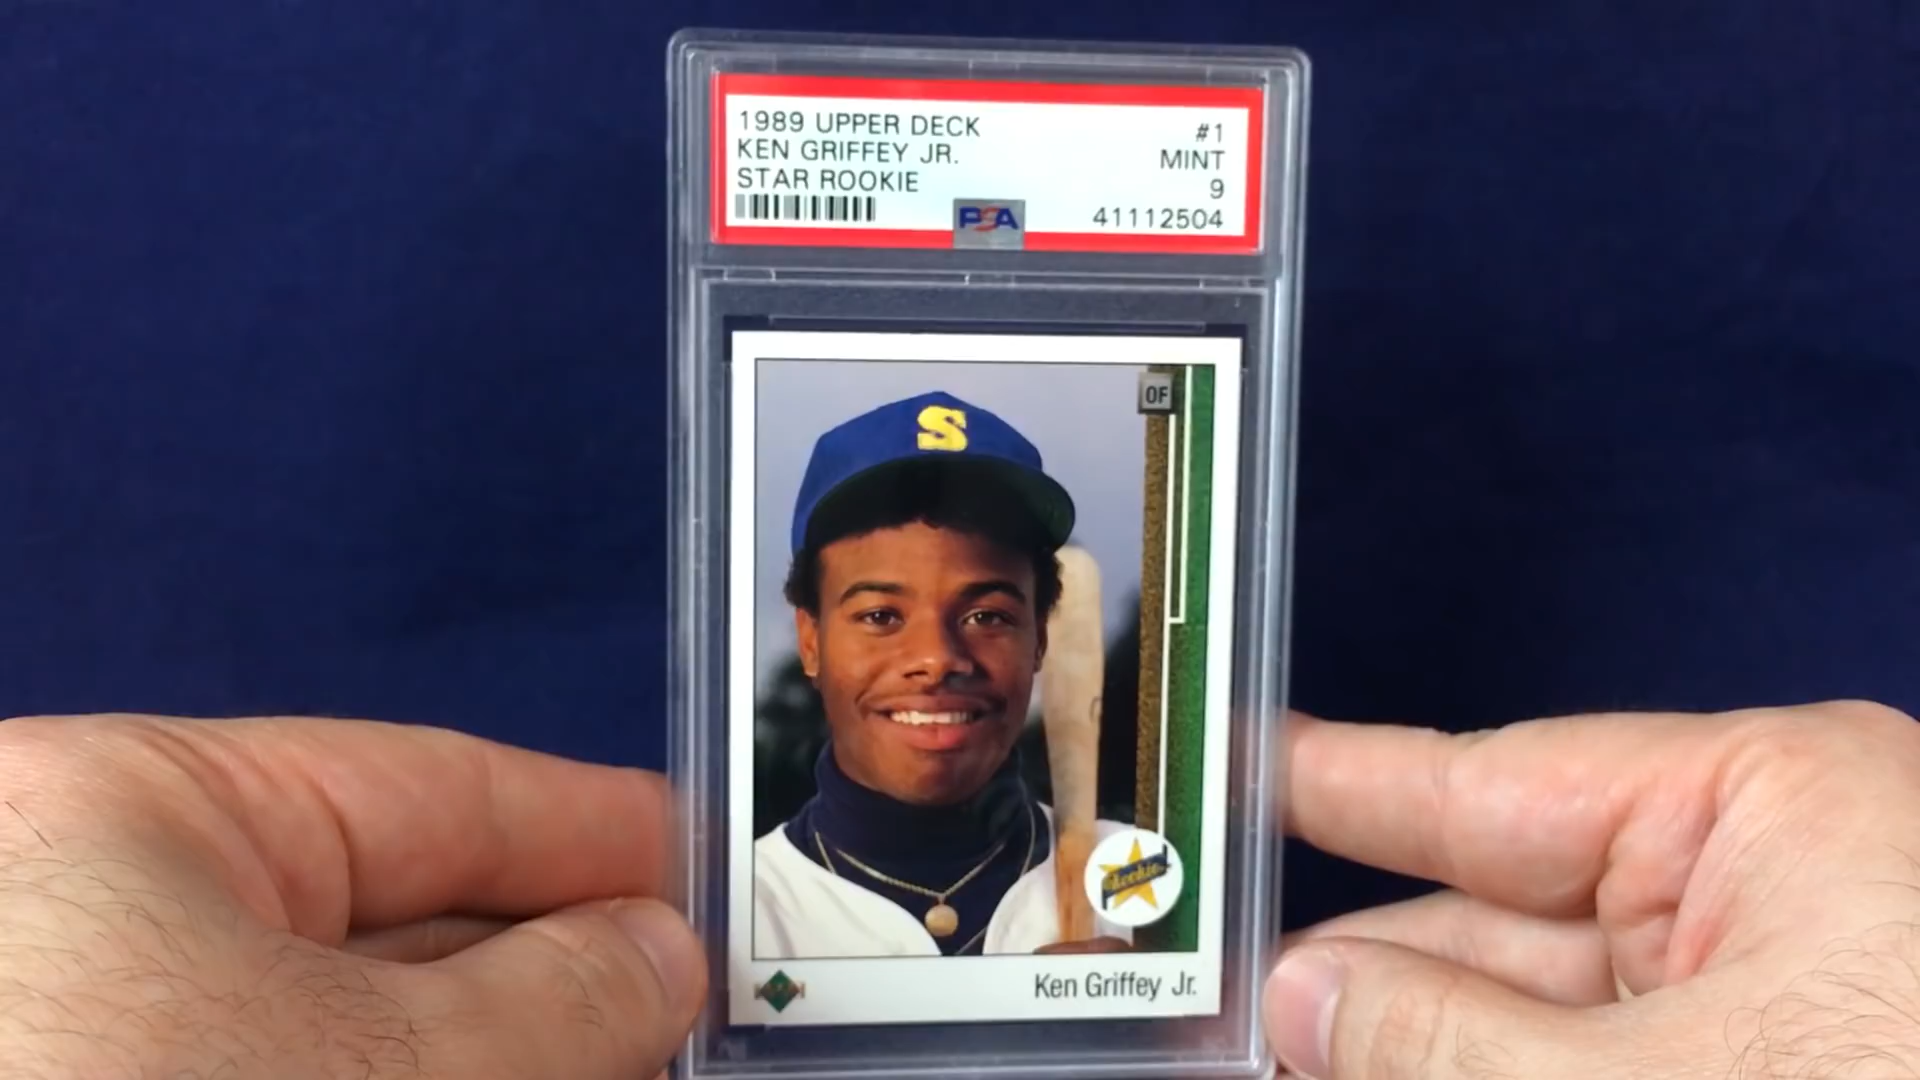 1989 UPPER DECK #1
KEN GRIFFEY JR. MINT
STAR ROOKIE 9
PSA 41112504
OF
S
Rookie
Ken Griffey Jr.